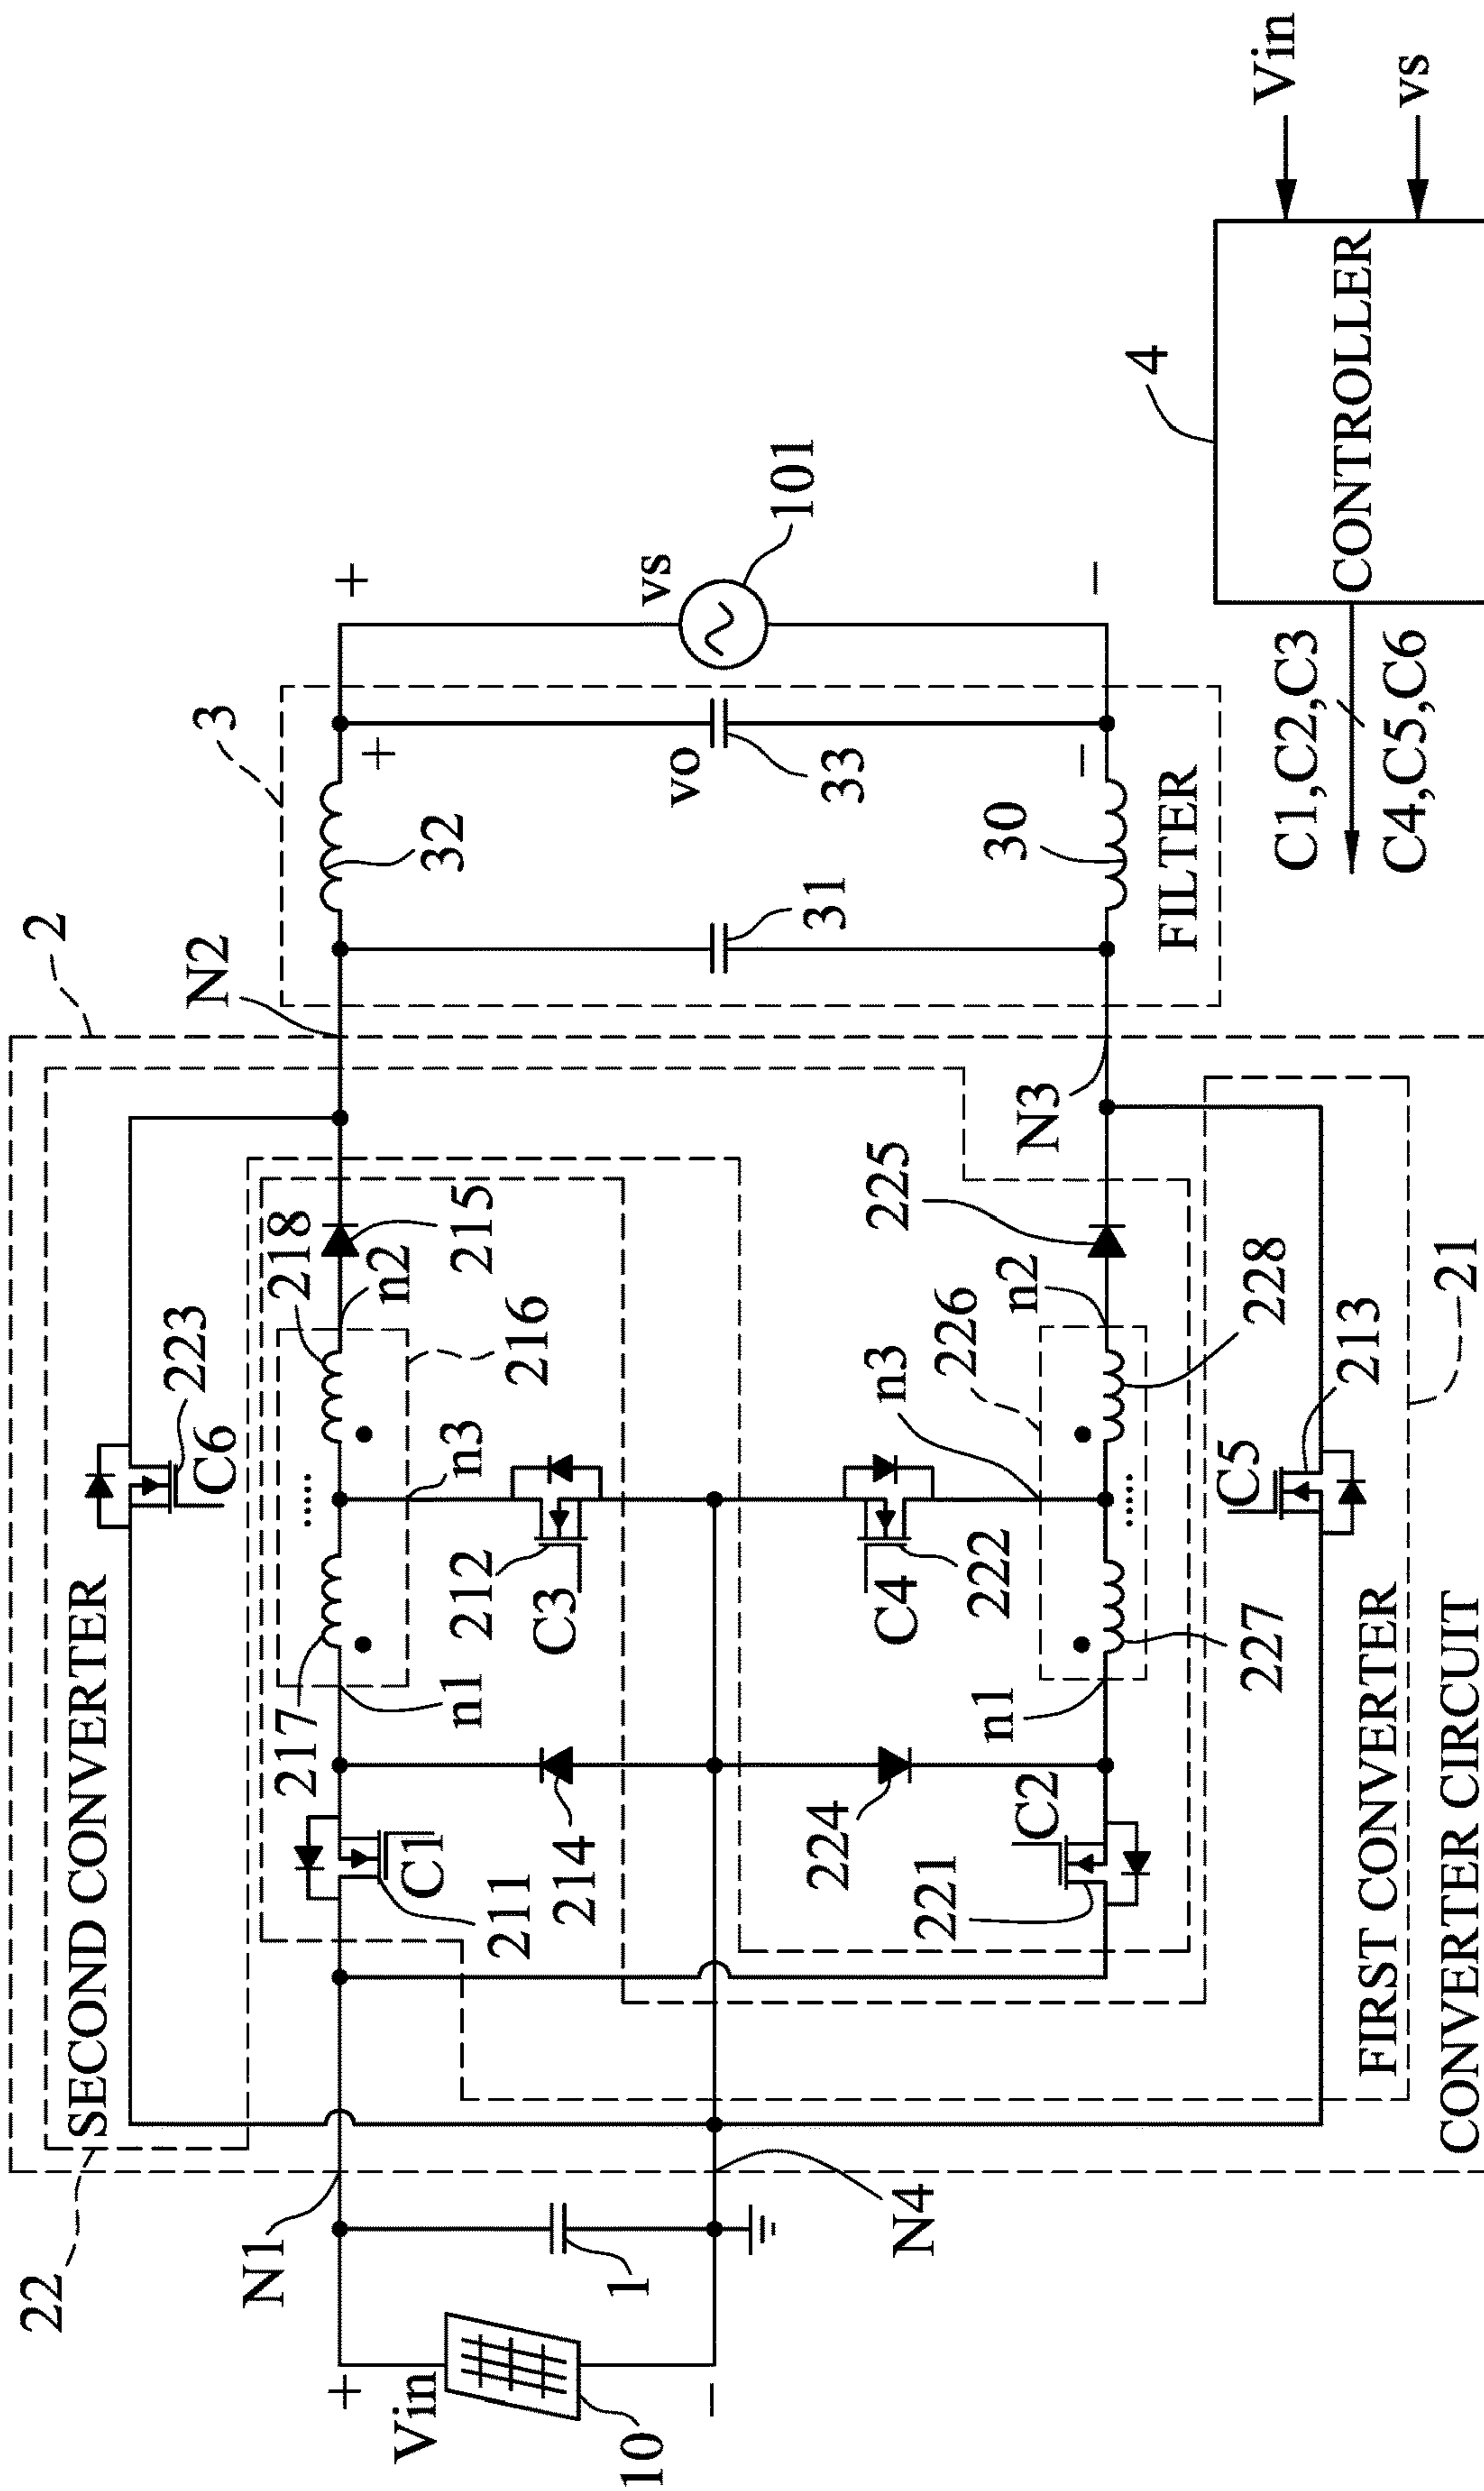 22
2
SECOND CONVERTER
223
C6
N1
N2
3
Vin
+
217
218
+
+
C1
n1
n3
n2
215
32
211
214
216
212
C3
10
1
31
vo
33
vs
101
N4
224
C4
222
n3
226
225
C2
221
n1
n2
N3
30
−
−
−
227
228
FILTER
C5
213
FIRST CONVERTER
21
CONVERTER CIRCUIT
4
C1,C2,C3
C4,C5,C6
CONTROLLER
Vin
vs